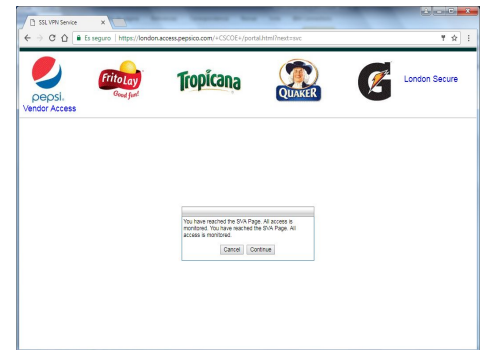 SSL VPN Service
Es seguro | https://london.access.pepsico.com/+CSCOE+/portal.html?next=svc
pepsi.
Vendor Access
FritoLay
Good fun!
Tropicana
QUAKER
G
London Secure
You have reached the SVA Page. All access is
monitored. You have reached the SVA Page. All
access is monitored.
Cancel Continue